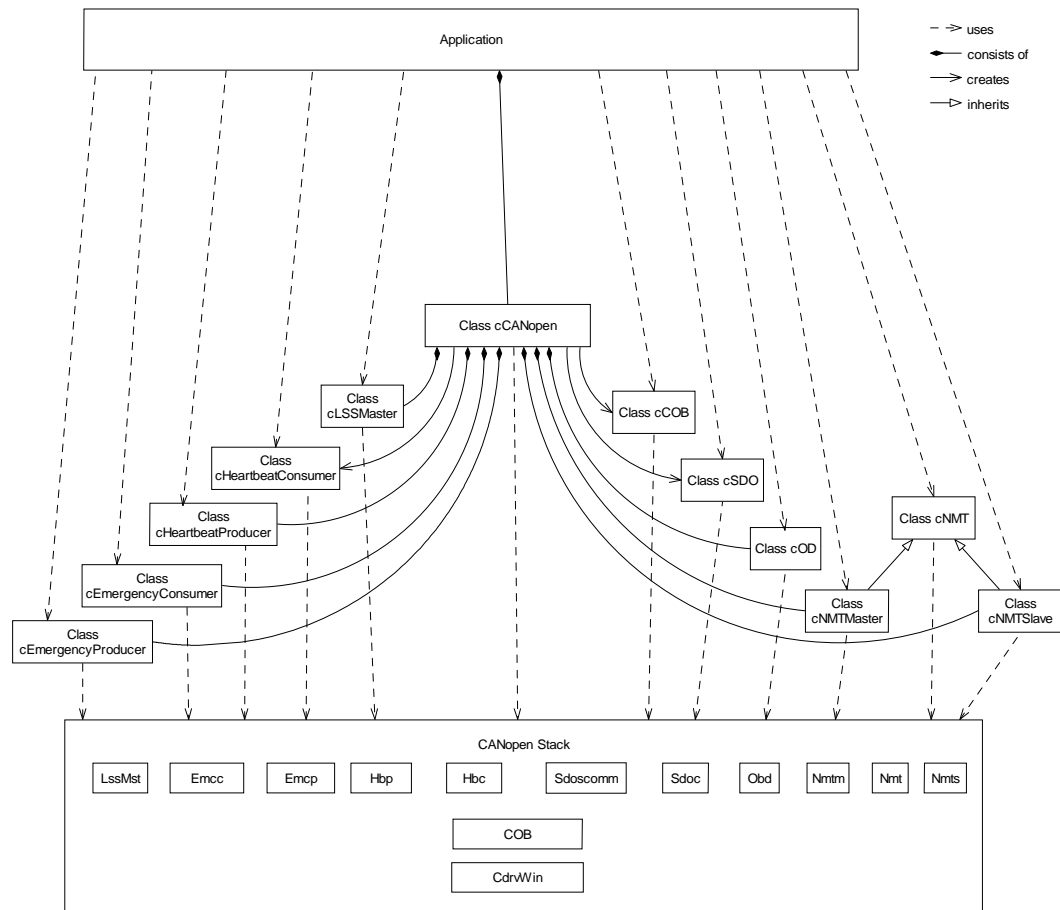 Application
uses
consists of
creates
inherits
Class cCANopen
Class
cLSSMaster
Class cCOB
Class
cHeartbeatConsumer
Class cSDO
Class
cHeartbeatProducer
Class cNMT
Class cOD
Class
cEmergencyConsumer
Class
cNMTMaster
Class
cNMTSlave
Class
cEmergencyProducer
CANopen Stack
LssMst
Emcc
Emcp
Hbp
Hbc
Sdoscomm
Sdoc
Obd
Nmtm
Nmt
Nmts
COB
CdrvWin